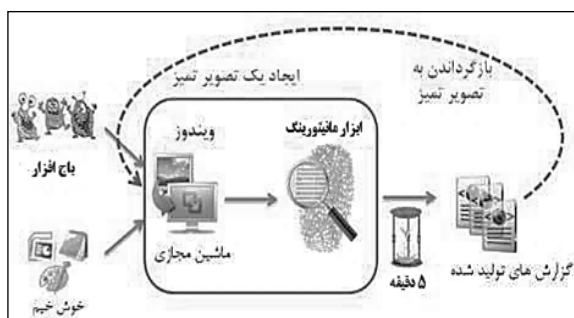 بازگرداندن به
تصویر تمیز
ایجاد یک تصویر تمیز
ویندوز
ابزار مانیتورینگ
باج افزار
ماشین مجازی
خوش خیم
۵ دقیقه
گزارش های تولید شده